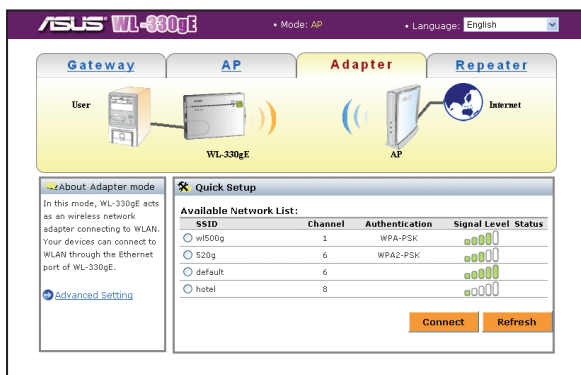 ASUS WL-330gE • Mode: AP • Language: English
Gateway AP Adapter Repeater
User
Internet
WL-330gE
AP
About Adapter mode
In this mode, WL-330gE acts
as an wireless network
adapter connecting to WLAN.
Your devices can connect to
WLAN through the Ethernet
port of WL-330gE.
Advanced Setting
Quick Setup
Available Network List:
SSID Channel Authentication Signal Level Status
wl500g 1 WPA-PSK
520g 6 WPA2-PSK
default 6
hotel 8
Connect Refresh